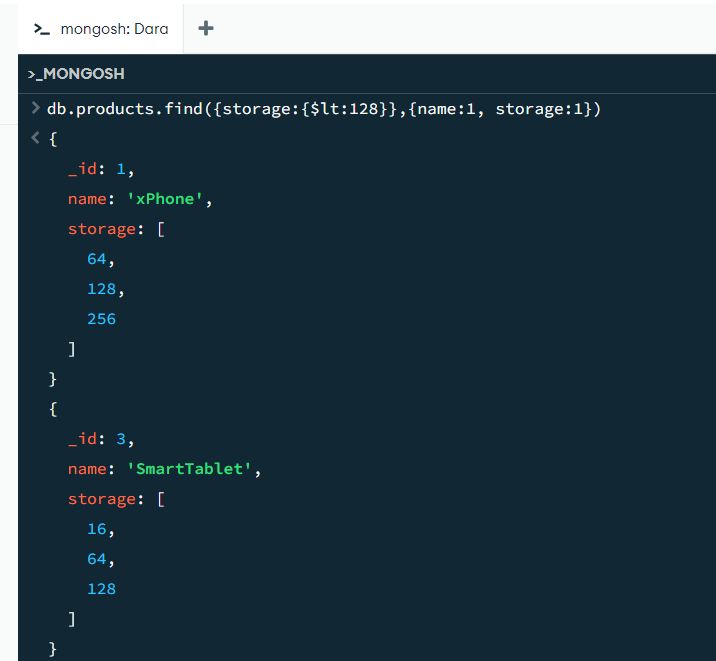 >_ mongosh: Dara +
>_MONGOSH
> db.products.find({storage:{$lt:128}},{name:1, storage:1})
< {
_id: 1,
name: 'xPhone',
storage: [
64,
128,
256
]
}
{
_id: 3,
name: 'SmartTablet',
storage: [
16,
64,
128
]
}